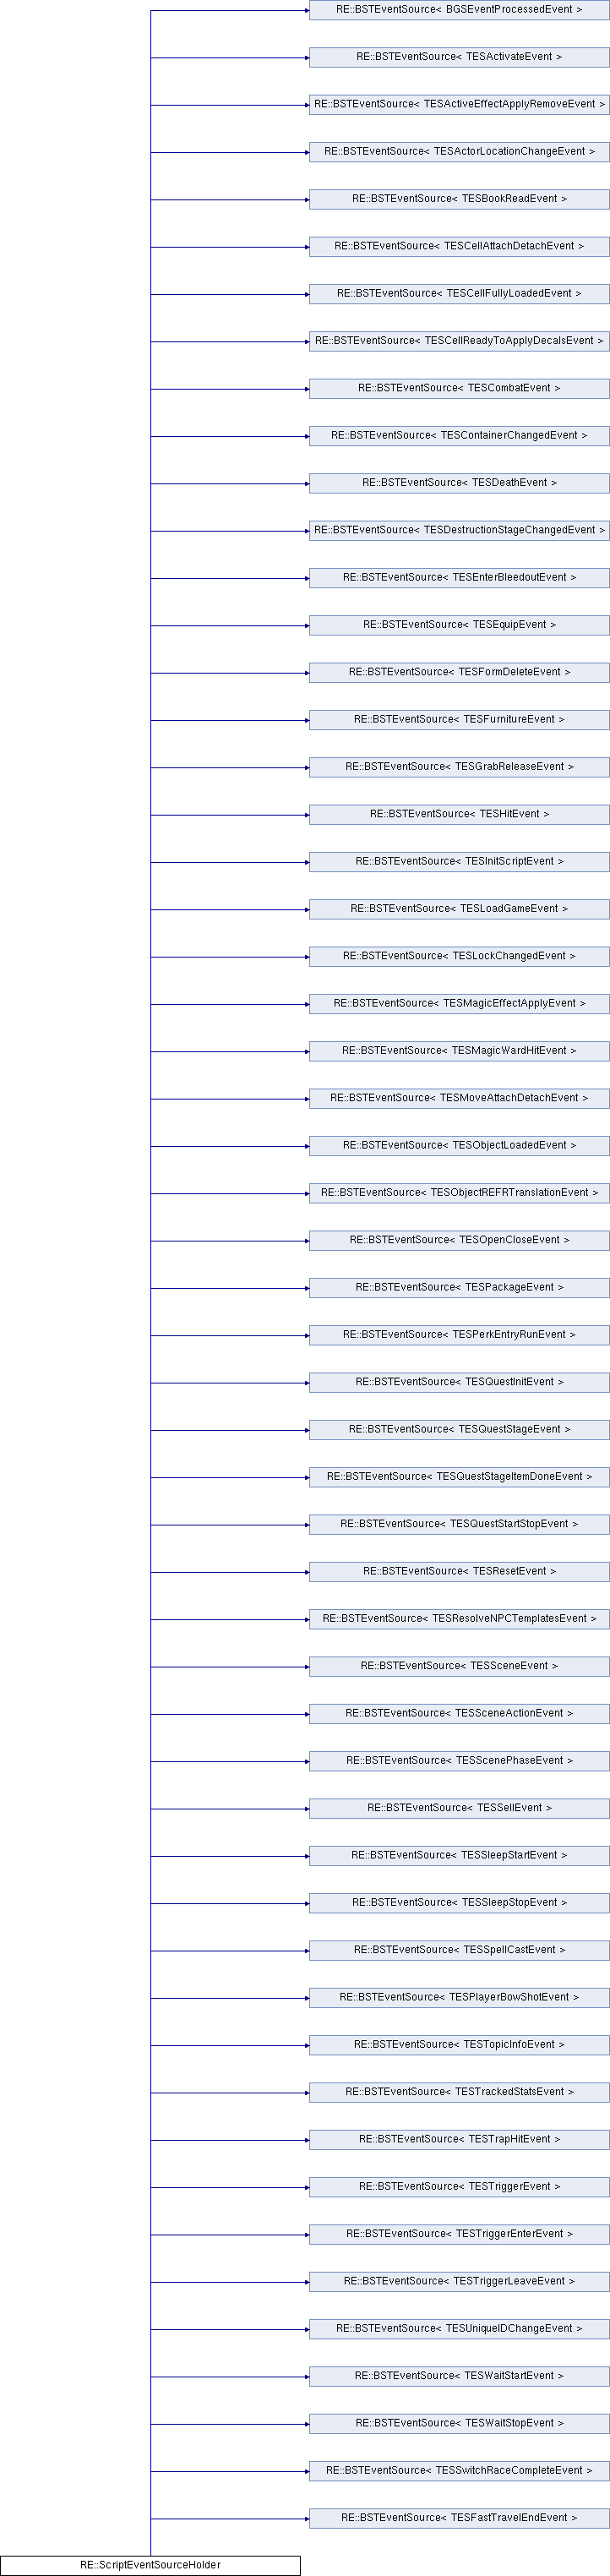 RE::BSTEventSource< BGSEventProcessedEvent >
RE::BSTEventSource< TESActivateEvent >
RE::BSTEventSource< TESActiveEffectApplyRemoveEvent >
RE::BSTEventSource< TESActorLocationChangeEvent >
RE::BSTEventSource< TESBookReadEvent >
RE::BSTEventSource< TESCellAttachDetachEvent >
RE::BSTEventSource< TESCellFullyLoadedEvent >
RE::BSTEventSource< TESCellReadyToApplyDecalsEvent >
RE::BSTEventSource< TESCombatEvent >
RE::BSTEventSource< TESContainerChangedEvent >
RE::BSTEventSource< TESDeathEvent >
RE::BSTEventSource< TESDestructionStageChangedEvent >
RE::BSTEventSource< TESEnterBleedoutEvent >
RE::BSTEventSource< TESEquipEvent >
RE::BSTEventSource< TESFormDeleteEvent >
RE::BSTEventSource< TESFurnitureEvent >
RE::BSTEventSource< TESGrabReleaseEvent >
RE::BSTEventSource< TESHitEvent >
RE::BSTEventSource< TESInitScriptEvent >
RE::BSTEventSource< TESLoadGameEvent >
RE::BSTEventSource< TESLockChangedEvent >
RE::BSTEventSource< TESMagicEffectApplyEvent >
RE::BSTEventSource< TESMagicWardHitEvent >
RE::BSTEventSource< TESMoveAttachDetachEvent >
RE::BSTEventSource< TESObjectLoadedEvent >
RE::BSTEventSource< TESObjectREFRTranslationEvent >
RE::BSTEventSource< TESOpenCloseEvent >
RE::BSTEventSource< TESPackageEvent >
RE::BSTEventSource< TESPerkEntryRunEvent >
RE::BSTEventSource< TESQuestInitEvent >
RE::BSTEventSource< TESQuestStageEvent >
RE::BSTEventSource< TESQuestStageItemDoneEvent >
RE::BSTEventSource< TESQuestStartStopEvent >
RE::BSTEventSource< TESResetEvent >
RE::BSTEventSource< TESResolveNPCTemplatesEvent >
RE::BSTEventSource< TESSceneEvent >
RE::BSTEventSource< TESSceneActionEvent >
RE::BSTEventSource< TESScenePhaseEvent >
RE::BSTEventSource< TESSellEvent >
RE::BSTEventSource< TESSleepStartEvent >
RE::BSTEventSource< TESSleepStopEvent >
RE::BSTEventSource< TESSpellCastEvent >
RE::BSTEventSource< TESPlayerBowShotEvent >
RE::BSTEventSource< TESTopicInfoEvent >
RE::BSTEventSource< TESTrackedStatsEvent >
RE::BSTEventSource< TESTrapHitEvent >
RE::BSTEventSource< TESTriggerEvent >
RE::BSTEventSource< TESTriggerEnterEvent >
RE::BSTEventSource< TESTriggerLeaveEvent >
RE::BSTEventSource< TESUniqueIDChangeEvent >
RE::BSTEventSource< TESWaitStartEvent >
RE::BSTEventSource< TESWaitStopEvent >
RE::BSTEventSource< TESSwitchRaceCompleteEvent >
RE::BSTEventSource< TESFastTravelEndEvent >
RE::ScriptEventSourceHolder